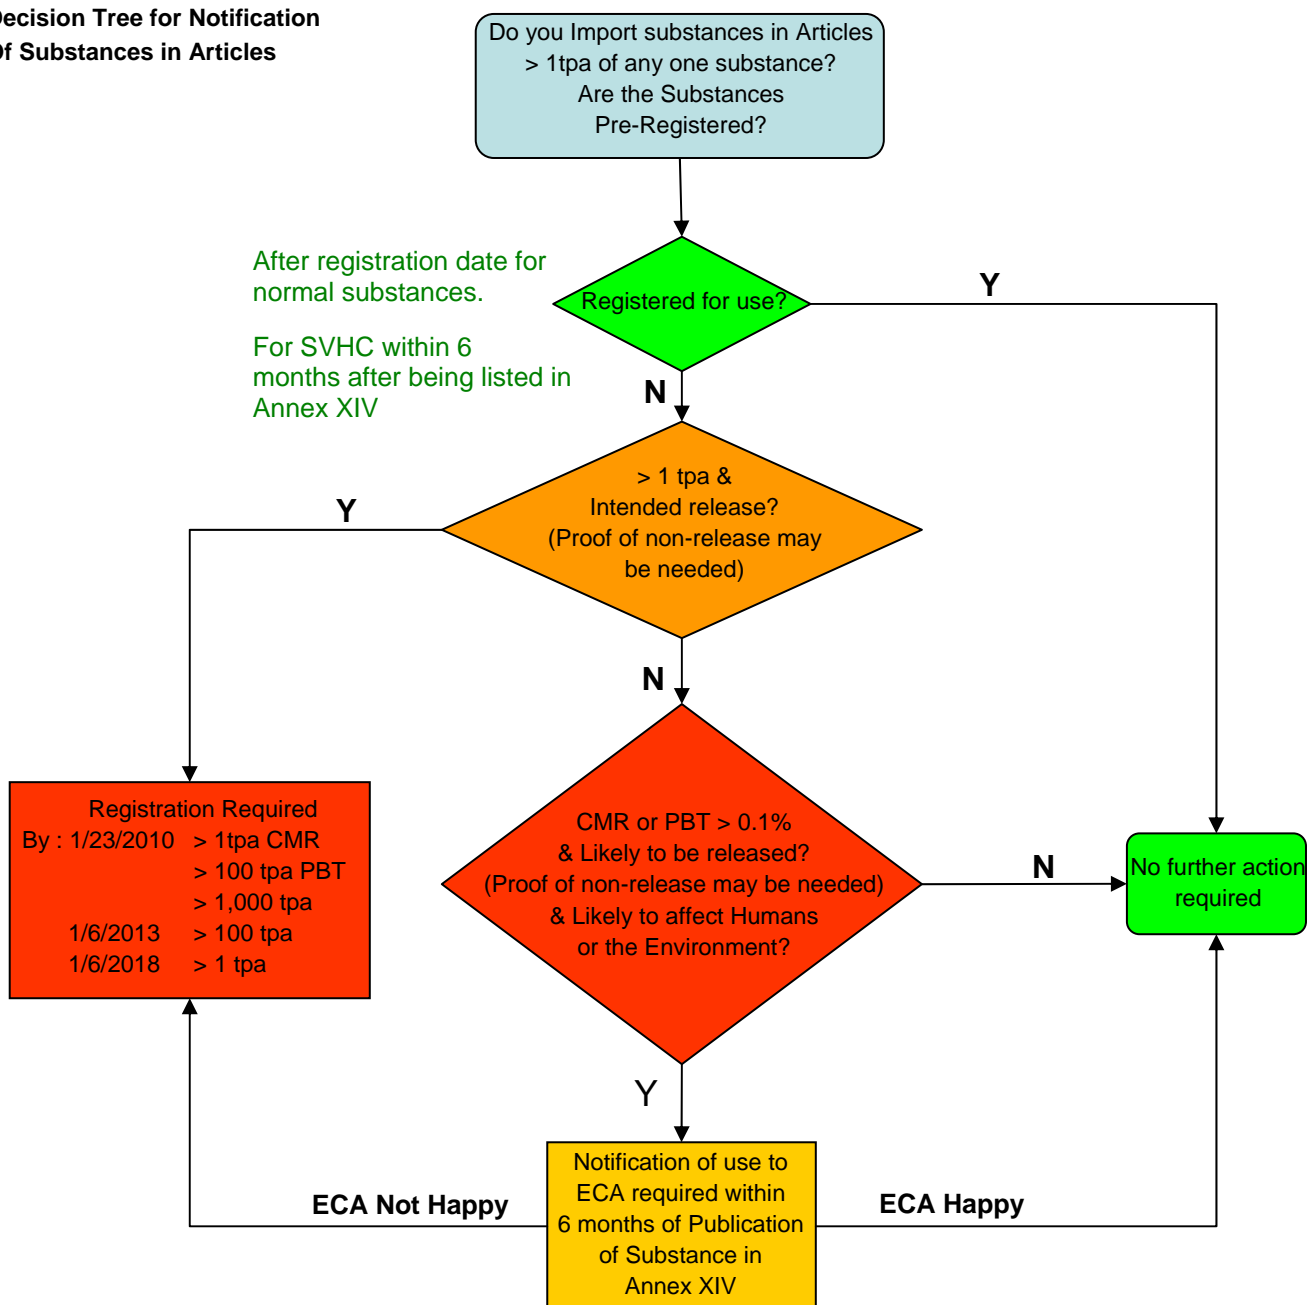 Decision Tree for Notification
Of Substances in Articles
Do you Import substances in Articles
> 1tpa of any one substance?
Are the Substances
Pre-Registered?
After registration date for
normal substances.
For SVHC within 6
months after being listed in
Annex XIV
Registered for use?
Y
N
> 1 tpa &
Intended release?
(Proof of non-release may
be needed)
Y
N
Registration Required
By : 1/23/2010 > 1tpa CMR
> 100 tpa PBT
> 1,000 tpa
1/6/2013 > 100 tpa
1/6/2018 > 1 tpa
CMR or PBT > 0.1%
& Likely to be released?
(Proof of non-release may be needed)
& Likely to affect Humans
or the Environment?
N
No further action
required
Y
Notification of use to
ECA required within
6 months of Publication
of Substance in
Annex XIV
ECA Not Happy
ECA Happy